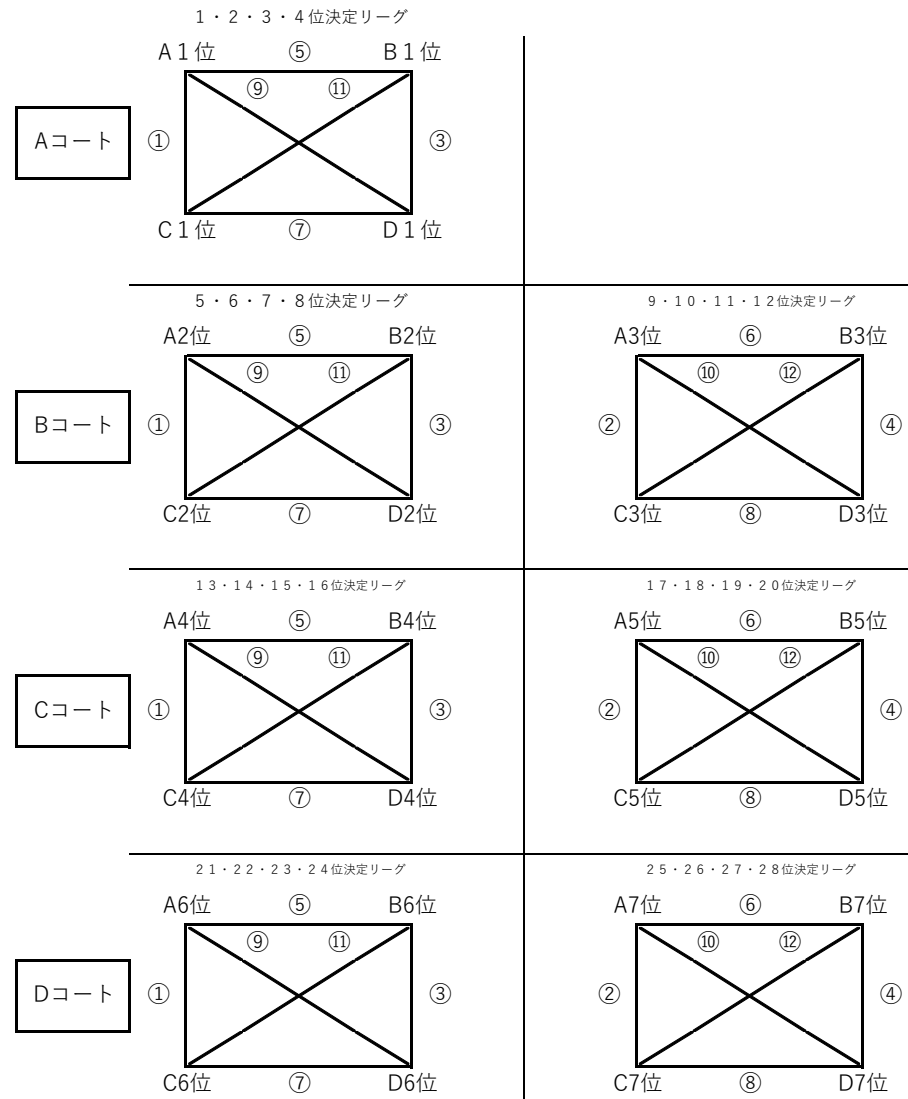 1・2・3・4位決定リーグ
A1位 ⑤ B1位
⑨ ⑪
Aコート ① ③
C1位 ⑦ D1位
5・6・7・8位決定リーグ 9・10・11・12位決定リーグ
A2位 ⑤ B2位 A3位 ⑥ B3位
⑨ ⑪ ⑩ ⑫
Bコート ① ③ ② ④
C2位 ⑦ D2位 C3位 ⑧ D3位
13・14・15・16位決定リーグ 17・18・19・20位決定リーグ
A4位 ⑤ B4位 A5位 ⑥ B5位
⑨ ⑪ ⑩ ⑫
Cコート ① ③ ② ④
C4位 ⑦ D4位 C5位 ⑧ D5位
21・22・23・24位決定リーグ 25・26・27・28位決定リーグ
A6位 ⑤ B6位 A7位 ⑥ B7位
⑨ ⑪ ⑩ ⑫
Dコート ① ③ ② ④
C6位 ⑦ D6位 C7位 ⑧ D7位